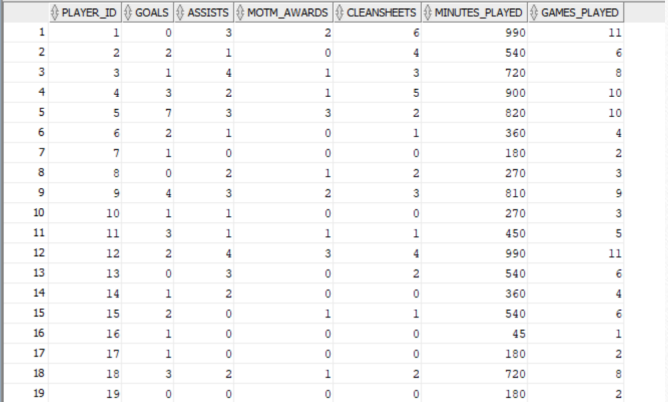 PLAYER_ID GOALS ASSISTS MOTM_AWARDS CLEANSHEETS MINUTES_PLAYED GAMES_PLAYED
1 1 0 3 2 6 990 11
2 2 2 1 0 4 540 6
3 3 1 4 1 3 720 8
4 4 3 2 1 5 900 10
5 5 7 3 3 2 820 10
6 6 2 1 0 1 360 4
7 7 1 0 0 0 180 2
8 8 0 2 1 2 270 3
9 9 4 3 2 3 810 9
10 10 1 1 0 0 270 3
11 11 3 1 1 1 450 5
12 12 2 4 3 4 990 11
13 13 0 3 0 2 540 6
14 14 1 2 0 0 360 4
15 15 2 0 1 1 540 6
16 16 1 0 0 0 45 1
17 17 1 0 0 0 180 2
18 18 3 2 1 2 720 8
19 19 0 0 0 0 180 2